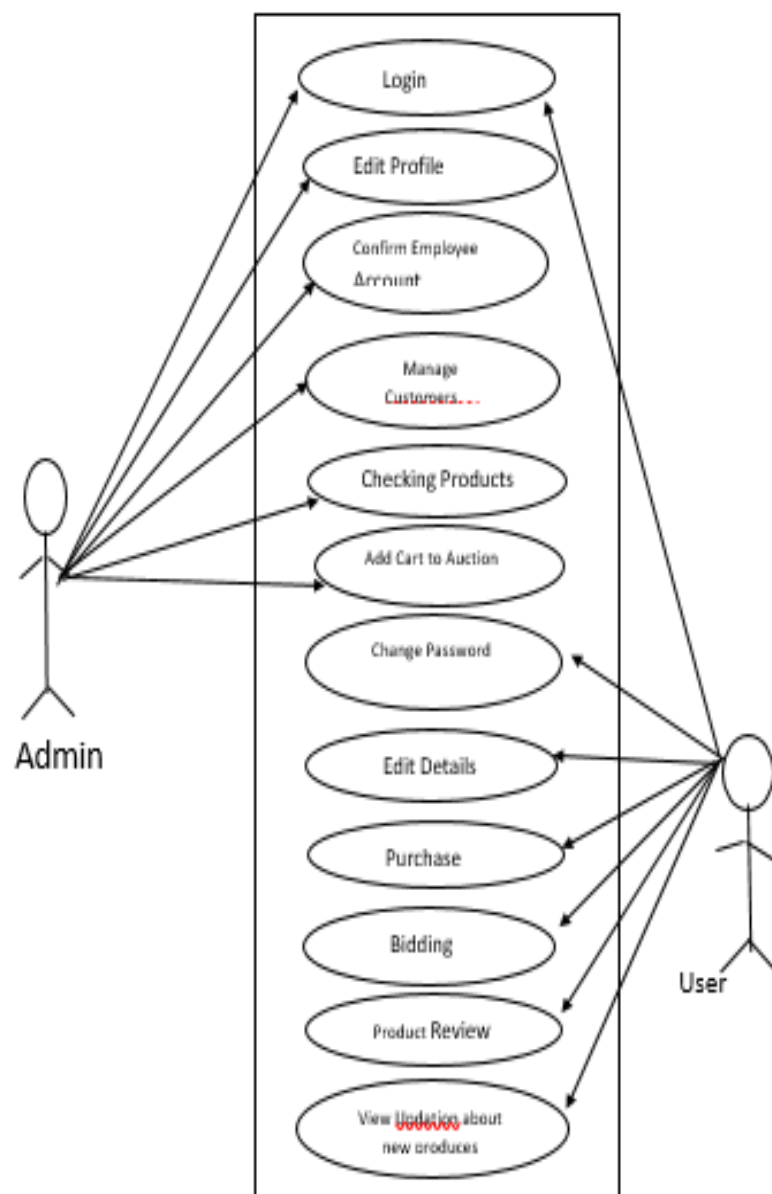 Login
Edit Profile
Confirm Employee
Account
Manage
Customers
Checking Products
Add Cart to Auction
Change Password
Admin
Edit Details
Purchase
Bidding
User
Product Review
View Updation about
new produces